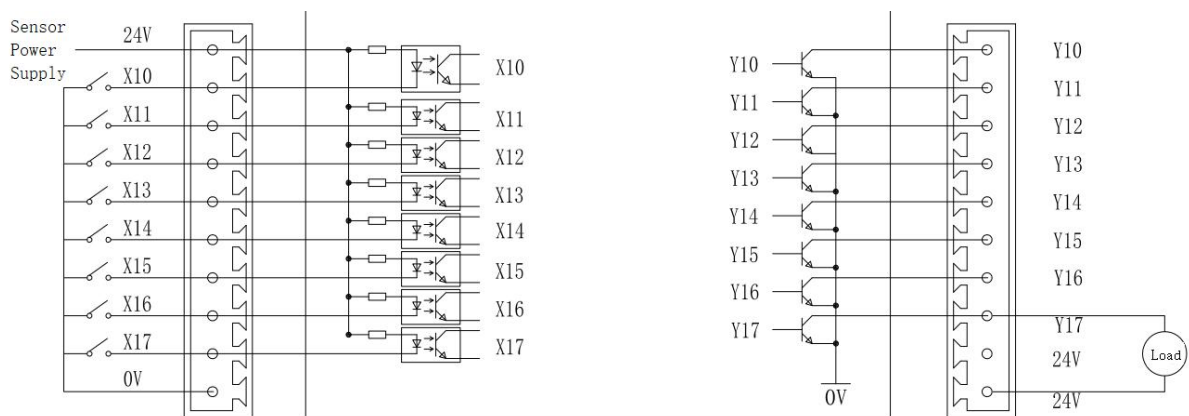 Sensor
Power
Supply
24V
X10
X11
X12
X13
X14
X15
X16
X17
0V
X10
X11
X12
X13
X14
X15
X16
X17
Y10
Y11
Y12
Y13
Y14
Y15
Y16
Y17
0V
Y10
Y11
Y12
Y13
Y14
Y15
Y16
Y17
24V
24V
Load